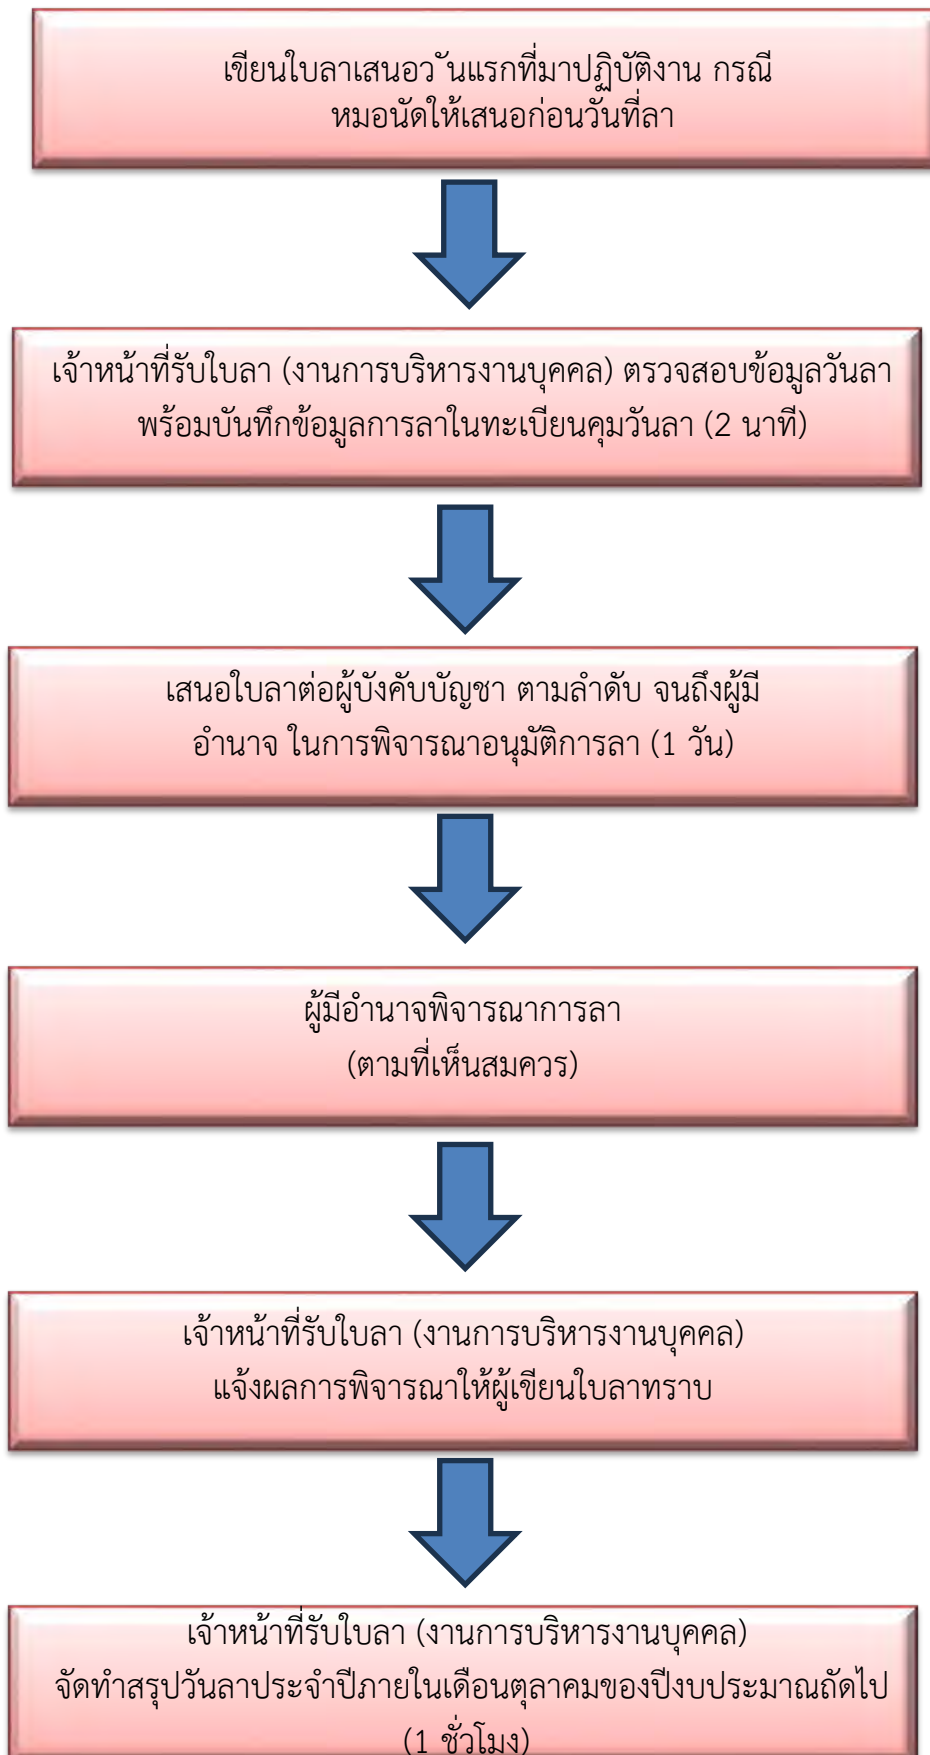 เขียนใบลาเสนอวันแรกที่มาปฏิบัติงาน กรณี
หมอนัดให้เสนอก่อนวันที่ลา
เจ้าหน้าที่รับใบลา (งานการบริหารงานบุคคล) ตรวจสอบข้อมูลวันลา
พร้อมบันทึกข้อมูลการลาในทะเบียนคุมวันลา (2 นาที)
เสนอใบลาต่อผู้บังคับบัญชา ตามลำดับ จนถึงผู้มี
อำนาจ ในการพิจารณาอนุมัติการลา (1 วัน)
ผู้มีอำนาจพิจารณาการลา
(ตามที่เห็นสมควร)
เจ้าหน้าที่รับใบลา (งานการบริหารงานบุคคล)
แจ้งผลการพิจารณาให้ผู้เขียนใบลาทราบ
เจ้าหน้าที่รับใบลา (งานการบริหารงานบุคคล)
จัดทำสรุปวันลาประจำปีภายในเดือนตุลาคมของปีงบประมาณถัดไป
(1 ชั่วโมง)